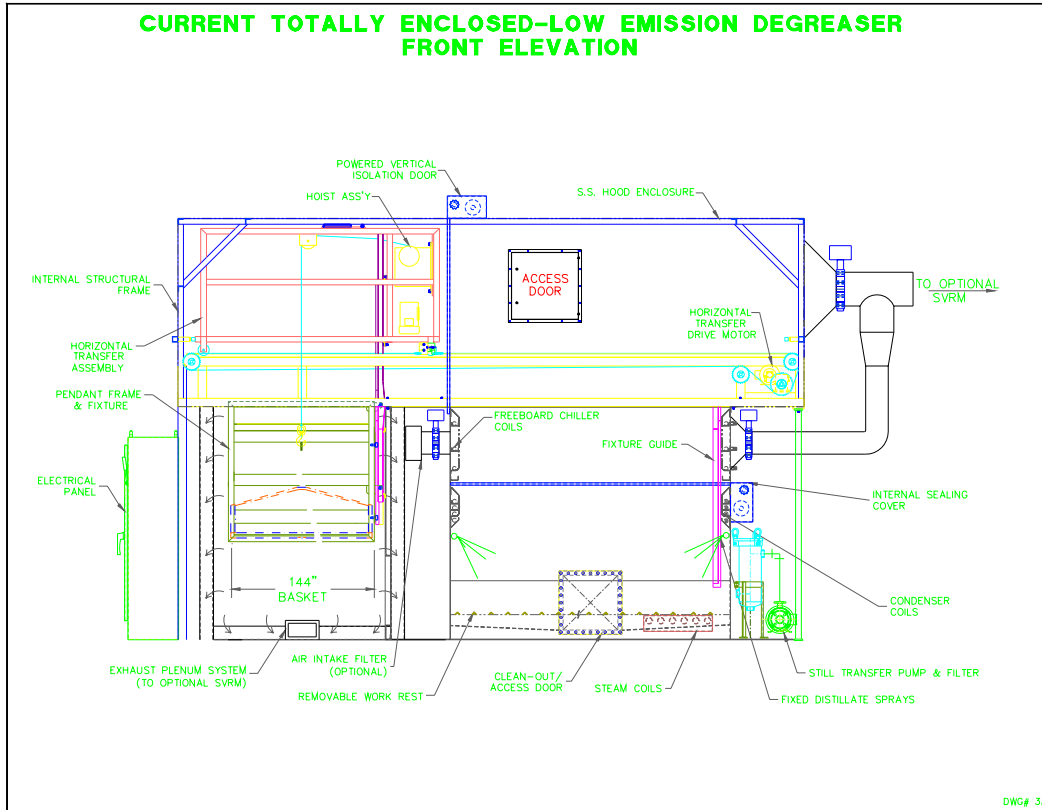 CURRENT TOTALLY ENCLOSED-LOW EMISSION DEGREASER
FRONT ELEVATION
POWERED VERTICAL
ISOLATION DOOR
HOIST ASS'Y
S.S. HOOD ENCLOSURE
INTERNAL STRUCTURAL
FRAME
ACCESS
DOOR
TO OPTIONAL
SVRM
HORIZONTAL
TRANSFER
DRIVE MOTOR
HORIZONTAL
TRANSFER
ASSEMBLY
PENDANT FRAME
& FIXTURE
FREEBOARD CHILLER
COILS
FIXTURE GUIDE
ELECTRICAL
PANEL
INTERNAL SEALING
COVER
144"
BASKET
CONDENSER
COILS
EXHAUST PLENUM SYSTEM
(TO OPTIONAL SVRM)
AIR INTAKE FILTER
(OPTIONAL)
REMOVABLE WORK REST
CLEAN-OUT/
ACCESS DOOR
STEAM COILS
STILL TRANSFER PUMP & FILTER
FIXED DISTILLATE SPRAYS
DWG# 3